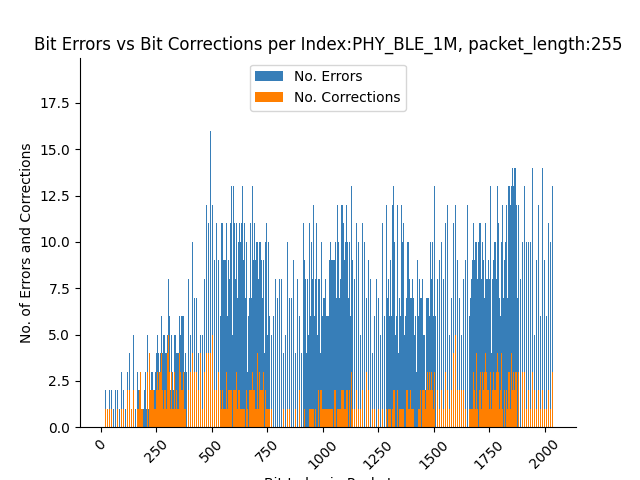 Bit Errors vs Bit Corrections per Index:PHY_BLE_1M, packet_length:255
No. Errors
No. Corrections
No. of Errors and Corrections
17.5
15.0
12.5
10.0
7.5
5.0
2.5
0.0
0 250 500 750 1000 1250 1500 1750 2000